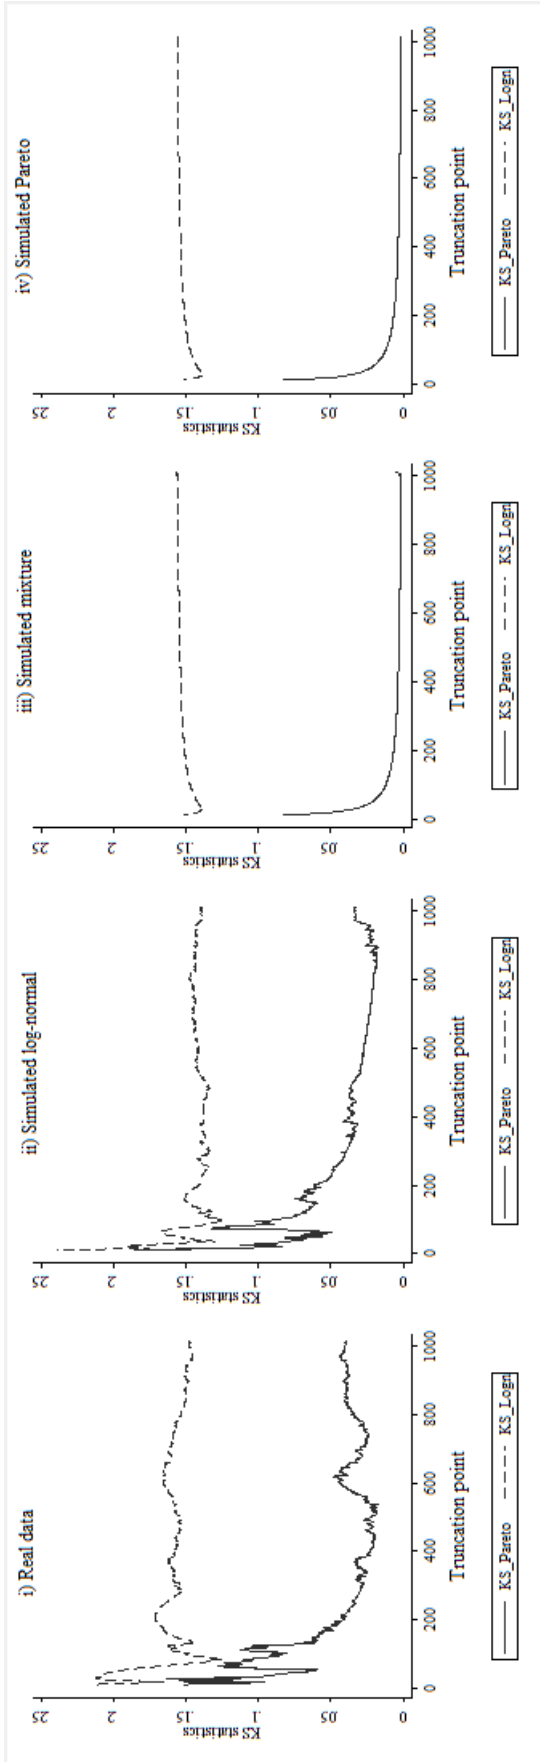 i) Real data
KS statistics
.25
.2
.15
.1
.05
0
0 200 400 600 800 1000
Truncation point
KS_Pareto KS_Logn
ii) Simulated log-normal
KS statistics
.25
.2
.15
.1
.05
0
0 200 400 600 800 1000
Truncation point
KS_Pareto KS_Logn
iii) Simulated mixture
KS statistics
.25
.2
.15
.1
.05
0
0 200 400 600 800 1000
Truncation point
KS_Pareto KS_Logn
iv) Simulated Pareto
KS statistics
.25
.2
.15
.1
.05
0
0 200 400 600 800 1000
Truncation point
KS_Pareto KS_Logn